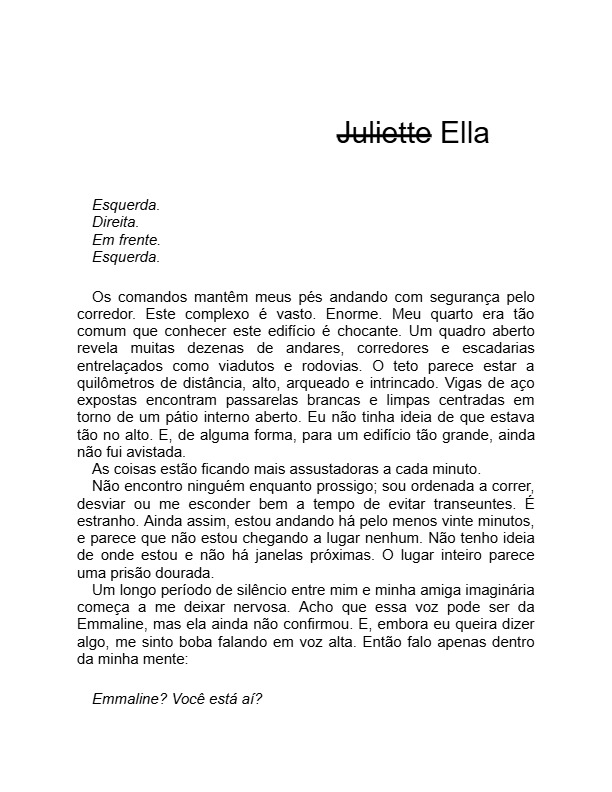 Juliette Ella
Esquerda.
Direita.
Em frente.
Esquerda.
Os comandos mantêm meus pés andando com segurança pelo
corredor. Este complexo é vasto. Enorme. Meu quarto era tão
comum que conhecer este edifício é chocante. Um quadro aberto
revela muitas dezenas de andares, corredores e escadarias
entrelaçados como viadutos e rodovias. O teto parece estar a
quilômetros de distância, alto, arqueado e intrincado. Vigas de aço
expostas encontram passarelas brancas e limpas centradas em
torno de um pátio interno aberto. Eu não tinha ideia de que estava
tão no alto. E, de alguma forma, para um edifício tão grande, ainda
não fui avistada.
As coisas estão ficando mais assustadoras a cada minuto.
Não encontro ninguém enquanto prossigo; sou ordenada a correr,
desviar ou me esconder bem a tempo de evitar transeuntes. É
estranho. Ainda assim, estou andando há pelo menos vinte minutos,
e parece que não estou chegando a lugar nenhum. Não tenho ideia
de onde estou e não há janelas próximas. O lugar inteiro parece
uma prisão dourada.
Um longo período de silêncio entre mim e minha amiga imaginária
começa a me deixar nervosa. Acho que essa voz pode ser da
Emmaline, mas ela ainda não confirmou. E, embora eu queira dizer
algo, me sinto boba falando em voz alta. Então falo apenas dentro
da minha mente:
Emmaline? Você está aí?